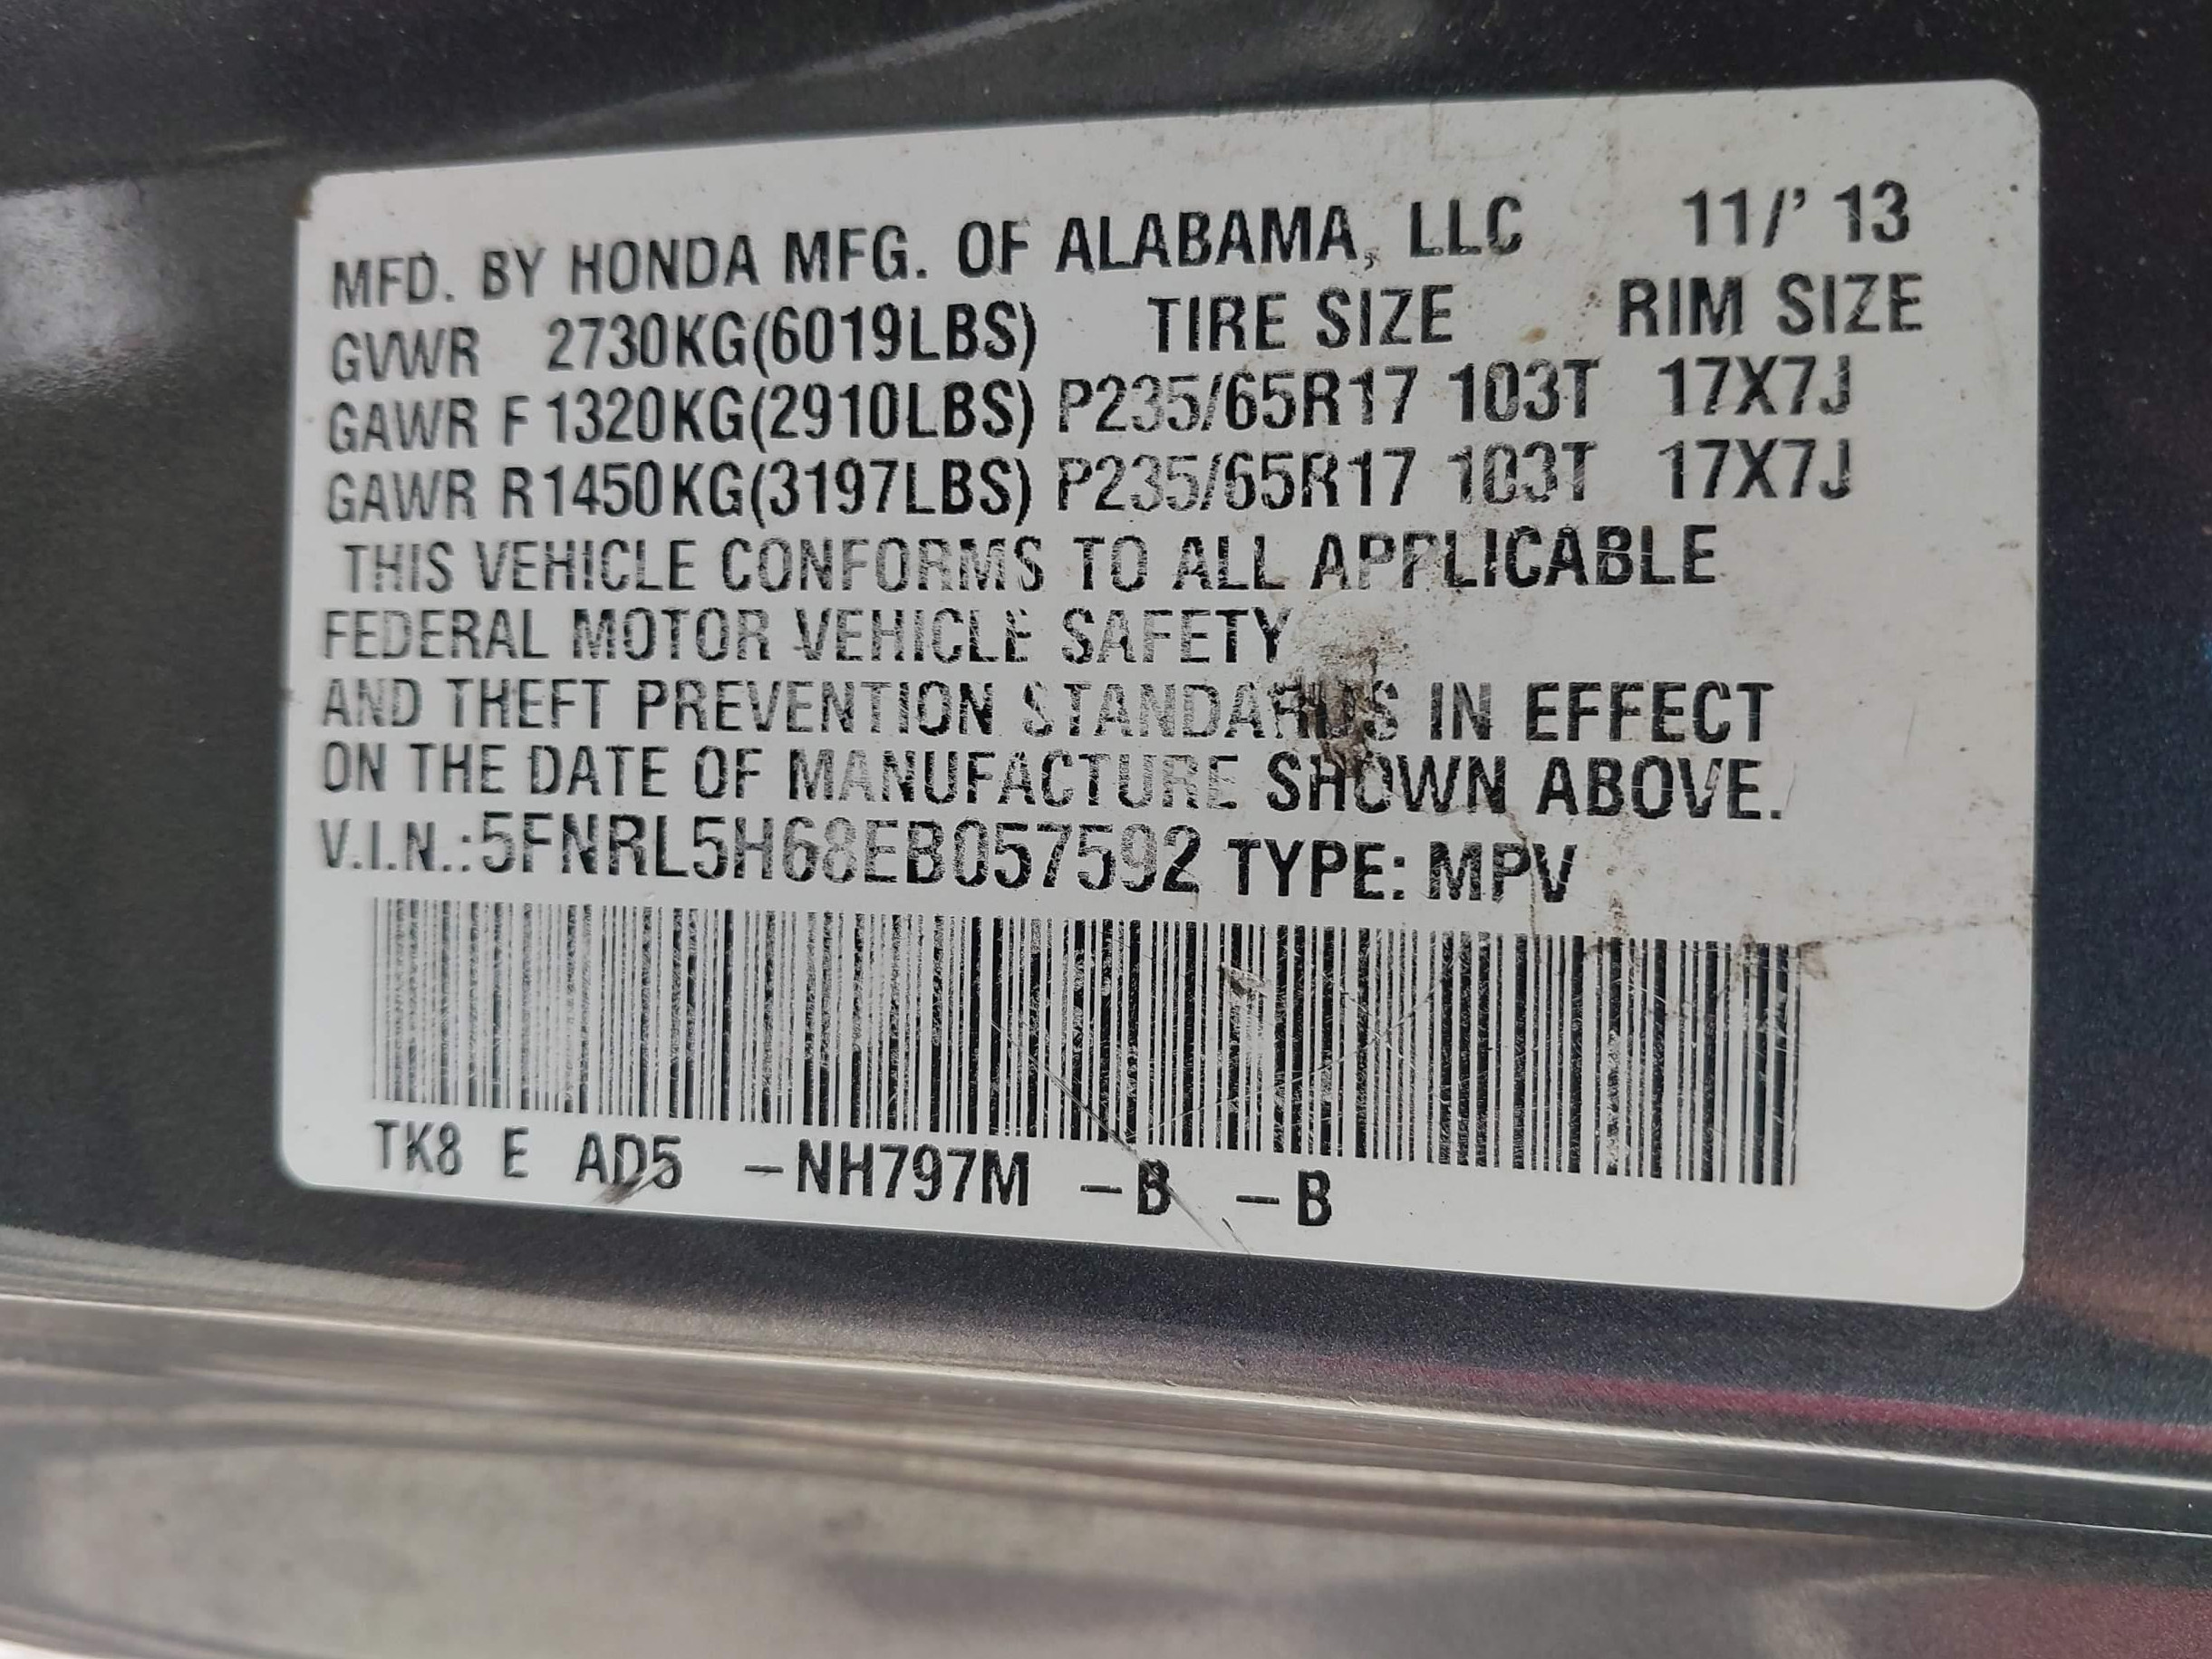 MFD. BY HONDA MFG. OF ALABAMA, LLC 11/' 13
GVWR 2730KG(6019LBS) TIRE SIZE RIM SIZE
GAWR F 1320KG(2910LBS) P235/65R17 103T 17X7J
GAWR R 1450KG(3197LBS) P235/65R17 103T 17X7J
THIS VEHICLE CONFORMS TO ALL APPLICABLE
FEDERAL MOTOR VEHICLE SAFETY
AND THEFT PREVENTION STANDARDS IN EFFECT
ON THE DATE OF MANUFACTURE SHOWN ABOVE.
V.I.N.:5FNRL5H68EB057592 TYPE: MPV
TK8 E AD5 –NH797M –B –B